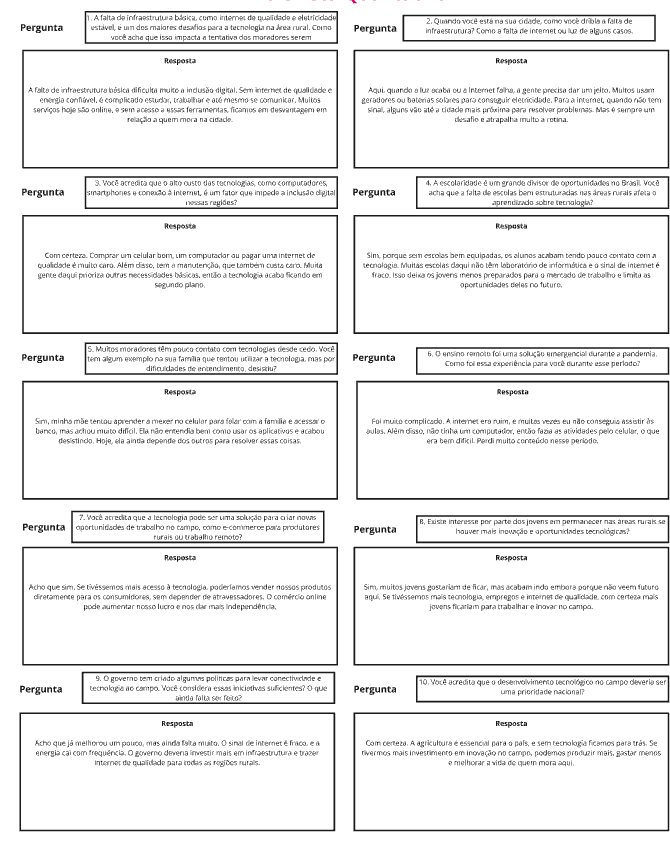 Pergunta
1. A falta de infraestrutura básica, como internet de qualidade e eletricidade
estável, é um dos maiores desafios para a tecnologia na área rural. Como
você acha que isso impacta a tentativa dos moradores serem
Resposta
A falta de infraestrutura básica dificulta muito a inclusão digital. Sem internet de qualidade e
energia confiável, é complicado estudar, trabalhar e até mesmo se comunicar. Muitos
serviços hoje são online, e sem acesso a essas ferramentas, ficamos em desvantagem em
relação a quem mora na cidade.
Pergunta
2. Quando você está na sua cidade, como você dribla a falta de
infraestrutura? Como a falta de internet ou luz de alguns casos.
Resposta
Aqui, quando a luz acaba ou a internet falha, a gente precisa dar um jeito. Muitos usam
geradores ou baterias solares para conseguir eletricidade. Para a internet, quando não tem
sinal, alguns vão até a cidade mais próxima para resolver problemas. Mas é sempre um
desafio e atrapalha muito a rotina.
Pergunta
3. Você acredita que o alto custo das tecnologias, como computadores,
smartphones e conexão à internet, é um fator que impede a inclusão digital
nessas regiões?
Resposta
Com certeza. Comprar um celular bom, um computador ou pagar uma internet de
qualidade é muito caro. Além disso, tem a manutenção, que também custa caro. Muita
gente daqui prioriza outras necessidades básicas, então a tecnologia acaba ficando em
segundo plano.
Pergunta
4. A escolaridade é um grande divisor de oportunidades no Brasil. Você
acha que a falta de escolas bem estruturadas nas áreas rurais afeta o
aprendizado sobre tecnologia?
Resposta
Sim, porque sem escolas bem equipadas, os alunos acabam tendo pouco contato com a
tecnologia. Muitas escolas daqui não têm laboratório de informática e o sinal de internet é
fraco. Isso deixa os jovens menos preparados para o mercado de trabalho e limita as
oportunidades deles no futuro.
Pergunta
5. Muitos moradores têm pouco contato com tecnologias desde cedo. Você
tem algum exemplo na sua família que tentou utilizar a tecnologia, mas por
dificuldades de entendimento, desistiu?
Resposta
Sim, minha mãe tentou aprender a mexer no celular para falar com a família e acessar o
banco, mas achou muito difícil. Ela não entendia bem como usar os aplicativos e acabou
desistindo. Hoje, ela ainda depende dos outros para resolver essas coisas.
Pergunta
6. O ensino remoto foi uma solução emergencial durante a pandemia.
Como foi essa experiência para você durante esse período?
Resposta
Foi muito complicado. A internet era ruim, e muitas vezes eu não conseguia assistir às
aulas. Além disso, não tinha um computador, então fazia as atividades pelo celular, o que
era bem difícil. Perdi muito conteúdo nesse período.
Pergunta
7. Você acredita que a tecnologia pode ser uma solução para criar novas
oportunidades de trabalho no campo, como e-commerce para produtores
rurais ou trabalho remoto?
Resposta
Acho que sim. Se tivéssemos mais acesso à tecnologia, poderíamos vender nossos produtos
diretamente para os consumidores, sem depender de atravessadores. O comércio online
pode aumentar nosso lucro e nos dar mais independência.
Pergunta
8. Existe interesse por parte dos jovens em permanecer nas áreas rurais se
houver mais inovação e oportunidades tecnológicas?
Resposta
Sim, muitos jovens gostariam de ficar, mas acabam indo embora porque não veem futuro
aqui. Se tivéssemos mais tecnologia, empregos e internet de qualidade, com certeza mais
jovens ficariam para trabalhar e inovar no campo.
Pergunta
9. O governo tem criado algumas políticas para levar conectividade e
tecnologia ao campo. Você considera essas iniciativas suficientes? O que
ainda falta ser feito?
Resposta
Acho que já melhorou um pouco, mas ainda falta muito. O sinal de internet é fraco, e a
energia cai com frequência. O governo deveria investir mais em infraestrutura e trazer
internet de qualidade para todas as regiões rurais.
Pergunta
10. Você acredita que o desenvolvimento tecnológico no campo deveria ser
uma prioridade nacional?
Resposta
Com certeza. A agricultura é essencial para o país, e sem tecnologia ficamos para trás. Se
tivermos mais investimento em inovação no campo, podemos produzir mais, gastar menos
e melhorar a vida de quem mora aqui.